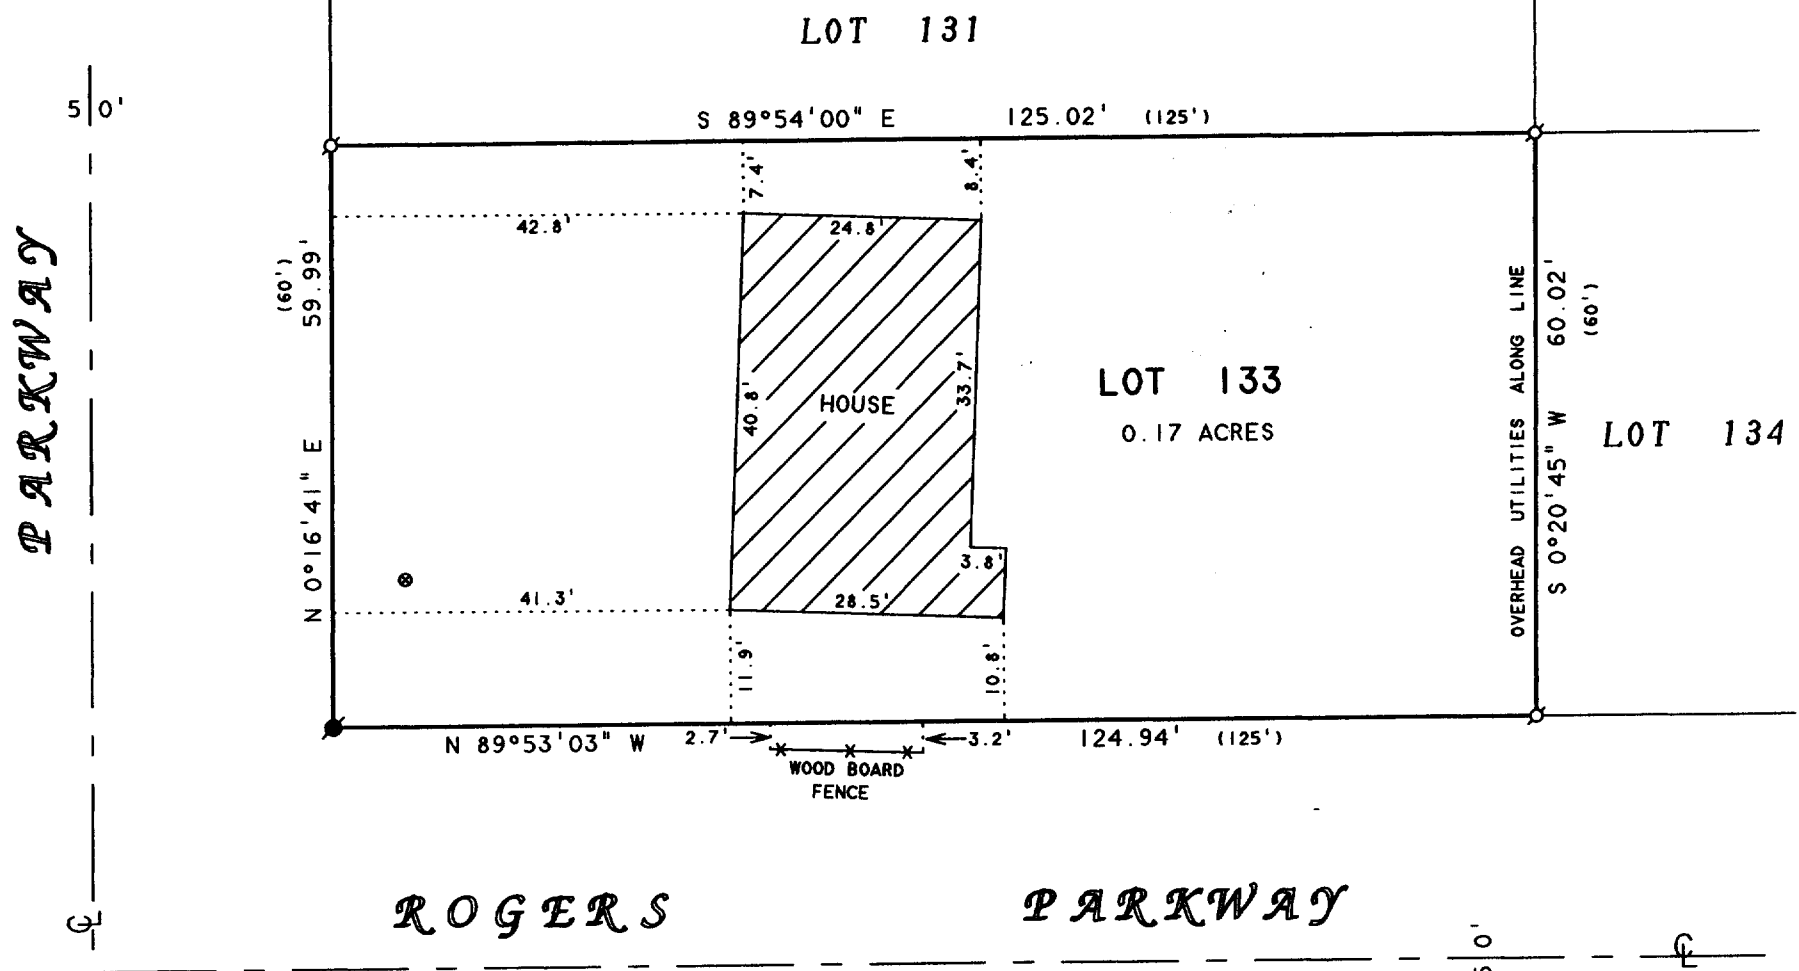 LOT 131
50'
S 89°54'00" E 125.02' (125')
7.4'
8.4'
42.8'
24.8'
PARKWAY
(60')
59.99'
N 0°16'41" E
40.8'
HOUSE
33.7'
LOT 133
0.17 ACRES
OVERHEAD UTILITIES ALONG LINE
S 0°20'45" W 60.02'
(60')
LOT 134
3.8'
41.3'
28.5'
11.9'
10.8'
N 89°53'03" W 2.7' 3.2' 124.94' (125')
WOOD BOARD
FENCE
ROGERS PARKWAY
0'